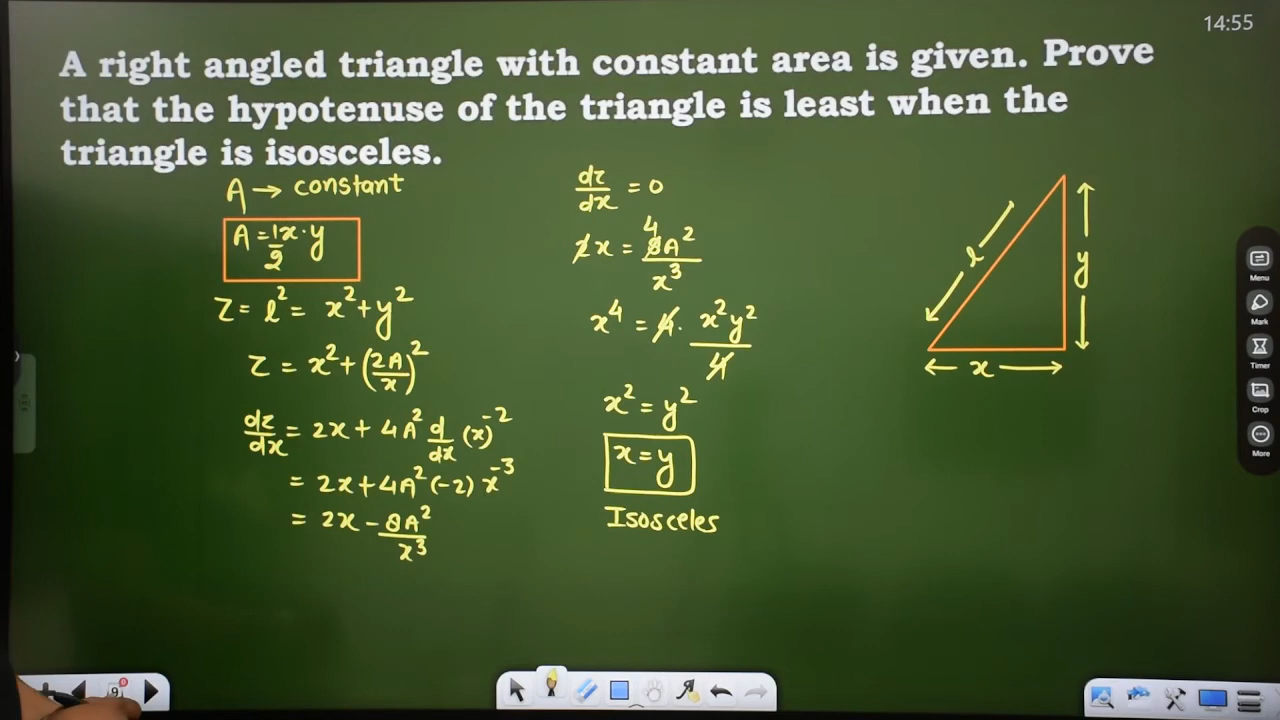 14:55
A right angled triangle with constant area is given. Prove
that the hypotenuse of the triangle is least when the
triangle is isosceles.
A → constant
A = 1/2 x · y
z = l² = x² + y²
z = x² + (2A/x)²
dz/dx = 2x + 4A² d/dx (x)⁻²
= 2x + 4A² (-2) x⁻³
= 2x - 8A²/x³
dz/dx = 0
2x = 4 8A²/x³
x⁴ = 4 · x²y²/4
x² = y²
x = y
Isosceles
l
y
x
Menu
Mark
Timer
Crop
More
9